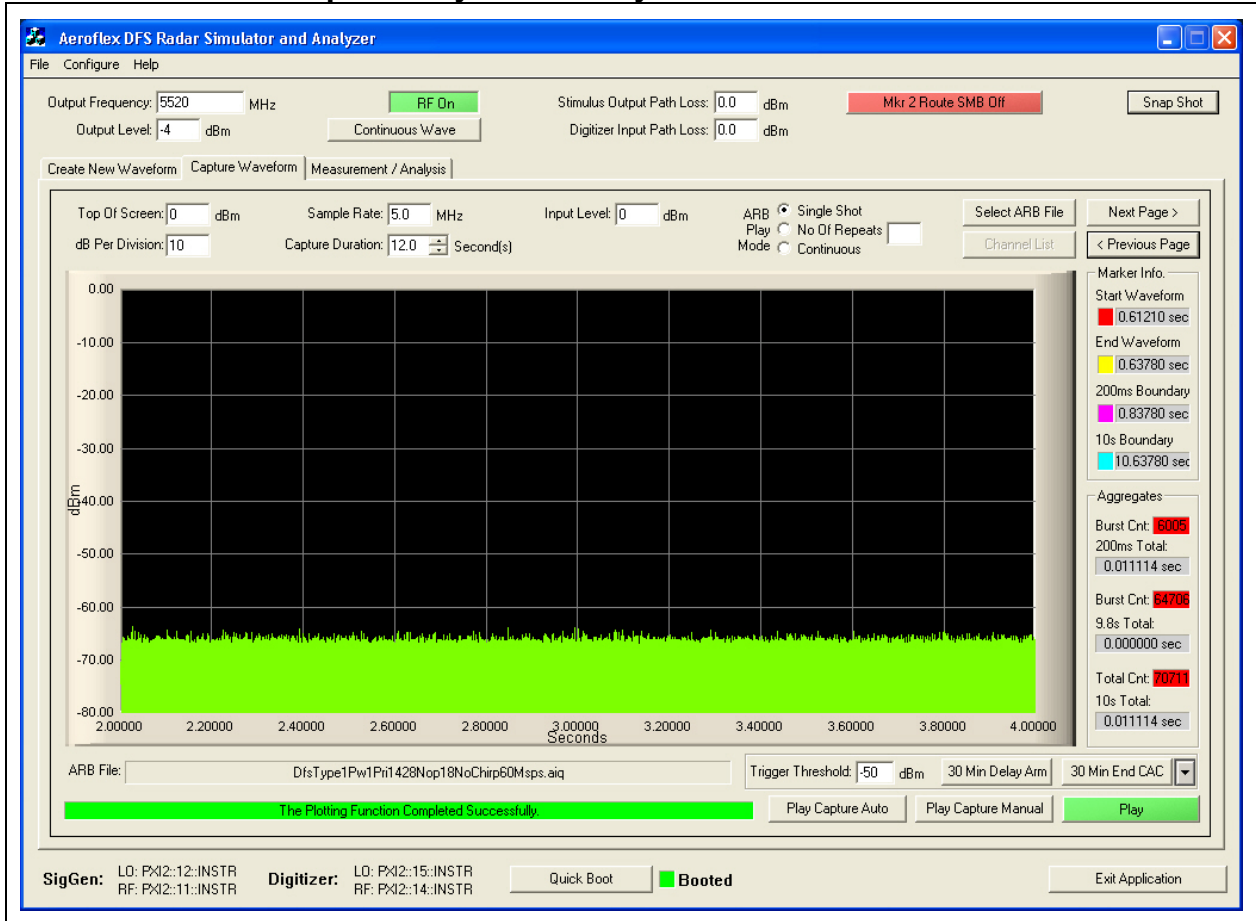 Aeroflex DFS Radar Simulator and Analyzer
File Configure Help
Output Frequency: 5520 MHz RF On Stimulus Output Path Loss: 0.0 dBm Mkr 2 Route SMB Off Snap Shot
Output Level: -4 dBm Continuous Wave Digitizer Input Path Loss: 0.0 dBm
Create New Waveform Capture Waveform Measurement / Analysis
Top Of Screen: 0 dBm Sample Rate: 5.0 MHz Input Level: 0 dBm ARB Play Mode Single Shot Select ARB File Next Page >
No Of Repeats
dB Per Division: 10 Capture Duration: 12.0 Second(s) Continuous Channel List < Previous Page
Marker Info.
Start Waveform
0.61210 sec
End Waveform
0.63780 sec
200ms Boundary
0.83780 sec
10s Boundary
10.63780 sec
Aggregates
Burst Cnt: 6005
200ms Total:
0.011114 sec
Burst Cnt: 64706
9.8s Total:
0.000000 sec
Total Cnt: 70711
10s Total:
0.011114 sec
0.00
-10.00
-20.00
-30.00
-40.00
dBm
-50.00
-60.00
-70.00
-80.00
2.00000 2.20000 2.40000 2.60000 2.80000 3.00000 3.20000 3.40000 3.60000 3.80000 4.00000
Seconds
ARB File: DfsType1Pw1Pri1428Nop18NoChirp60Msps.aiq Trigger Threshold: -50 dBm 30 Min Delay Arm 30 Min End CAC
The Plotting Function Completed Successfully. Play Capture Auto Play Capture Manual Play
SigGen: LO: PXI2::12::INSTR Digitizer: LO: PXI2::15::INSTR Quick Boot Booted Exit Application
RF: PXI2::11::INSTR RF: PXI2::14::INSTR